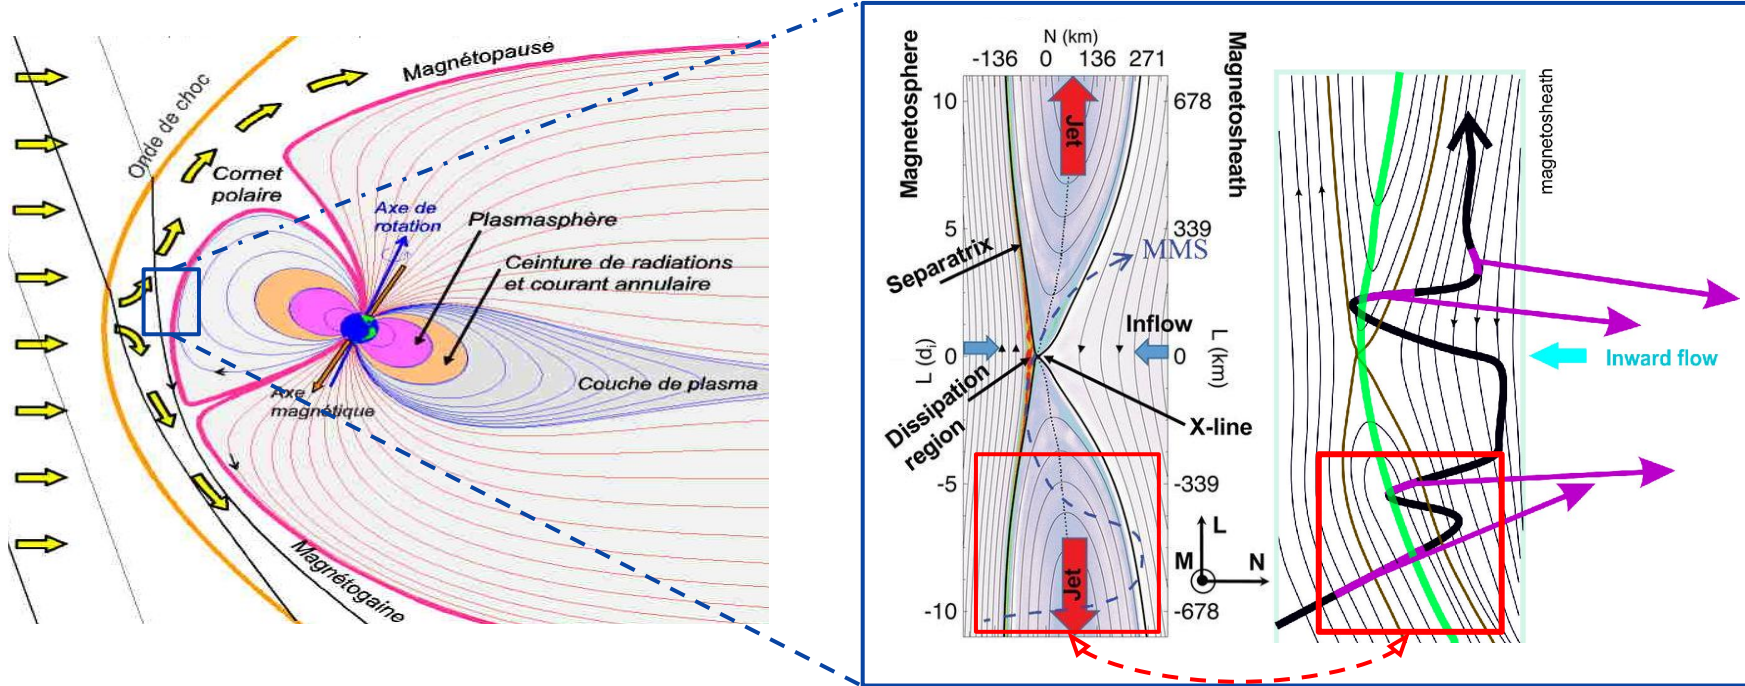 Magnétopause
Onde de choc
Cornet
polaire
Axe de
rotation
Plasmasphère
Ceinture de radiations
et courant annulaire
Couche de plasma
Axe
magnétique
Magnétogaine
Magnetosphere
N (km)
-136 0 136 271
Magnetosheath
10
678
Jet
5
339
Separatrix
MMS
Inflow
L (di)
0
0
L (km)
Dissipation
region
X-line
-5
-339
L
M
N
Jet
-10
-678
magnetosheath
Inward flow